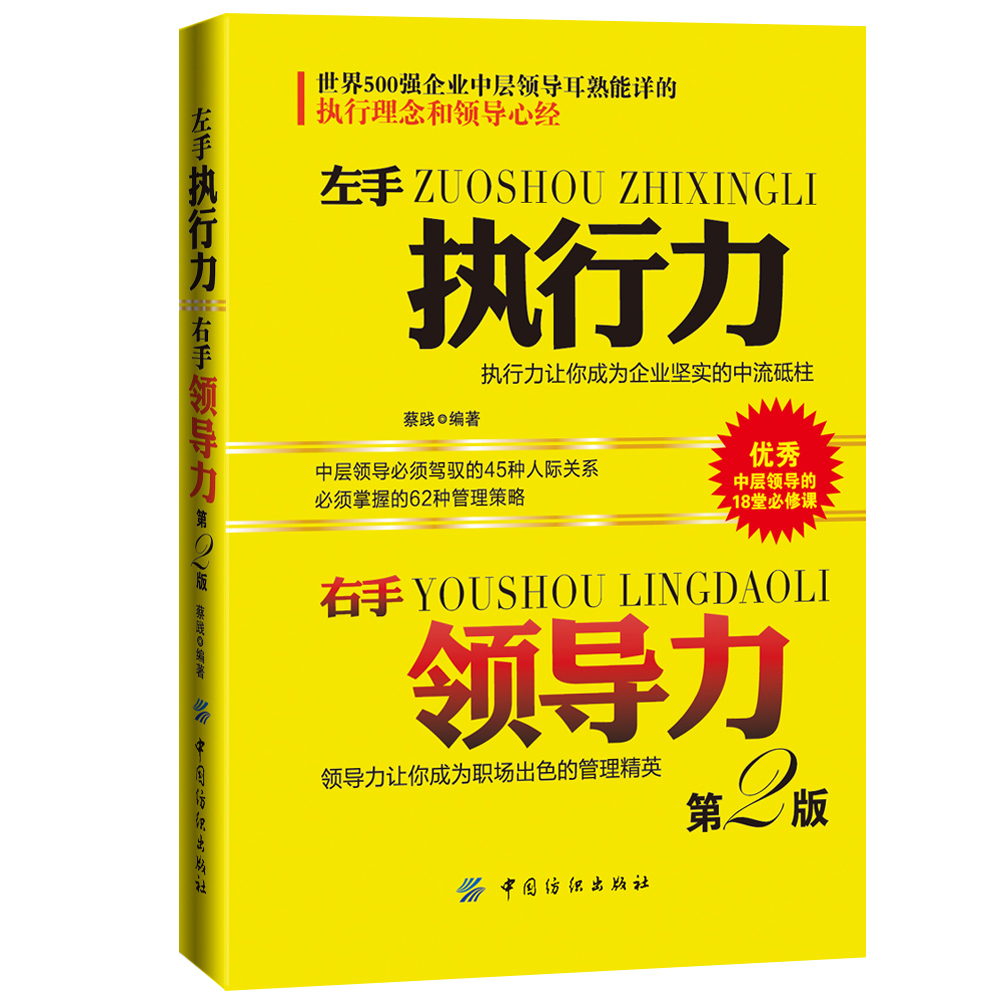 世界500强企业中层领导耳熟能详的
执行理念和领导心经
左手 ZUOSHOU ZHIXINGLI
执行力
执行力让你成为企业坚实的中流砥柱
蔡践◎编著
中层领导必须驾驭的45种人际关系
必须掌握的62种管理策略
优秀
中层领导的
18堂必修课
右手 YOUSHOU LINGDAOLI
领导力
领导力让你成为职场出色的管理精英
第2版
中国纺织出版社
左手执行力
右手领导力
第2版
蔡践◎编著
中国纺织出版社